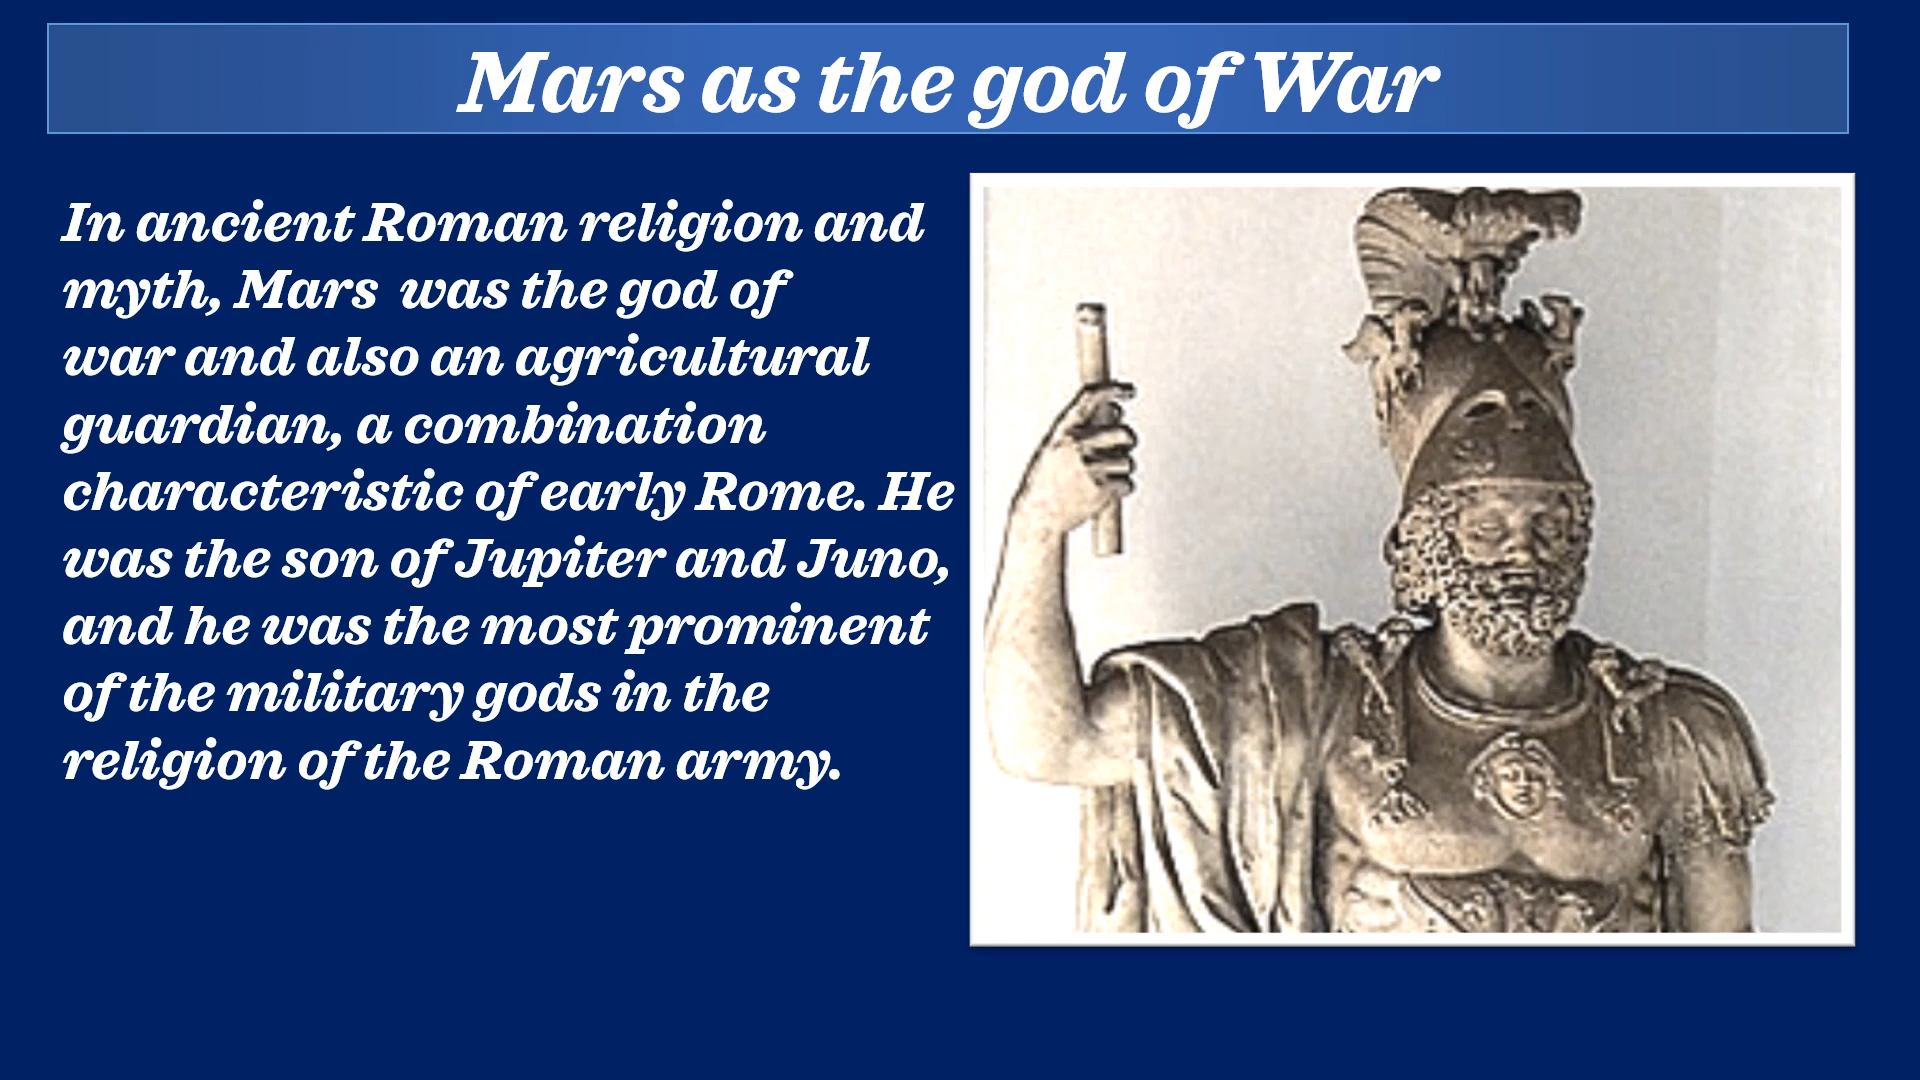 Mars as the god of War
In ancient Roman religion and
myth, Mars  was the god of
war and also an agricultural
guardian, a combination
characteristic of early Rome. He
was the son of Jupiter and Juno,
and he was the most prominent
of the military gods in the
religion of the Roman army.